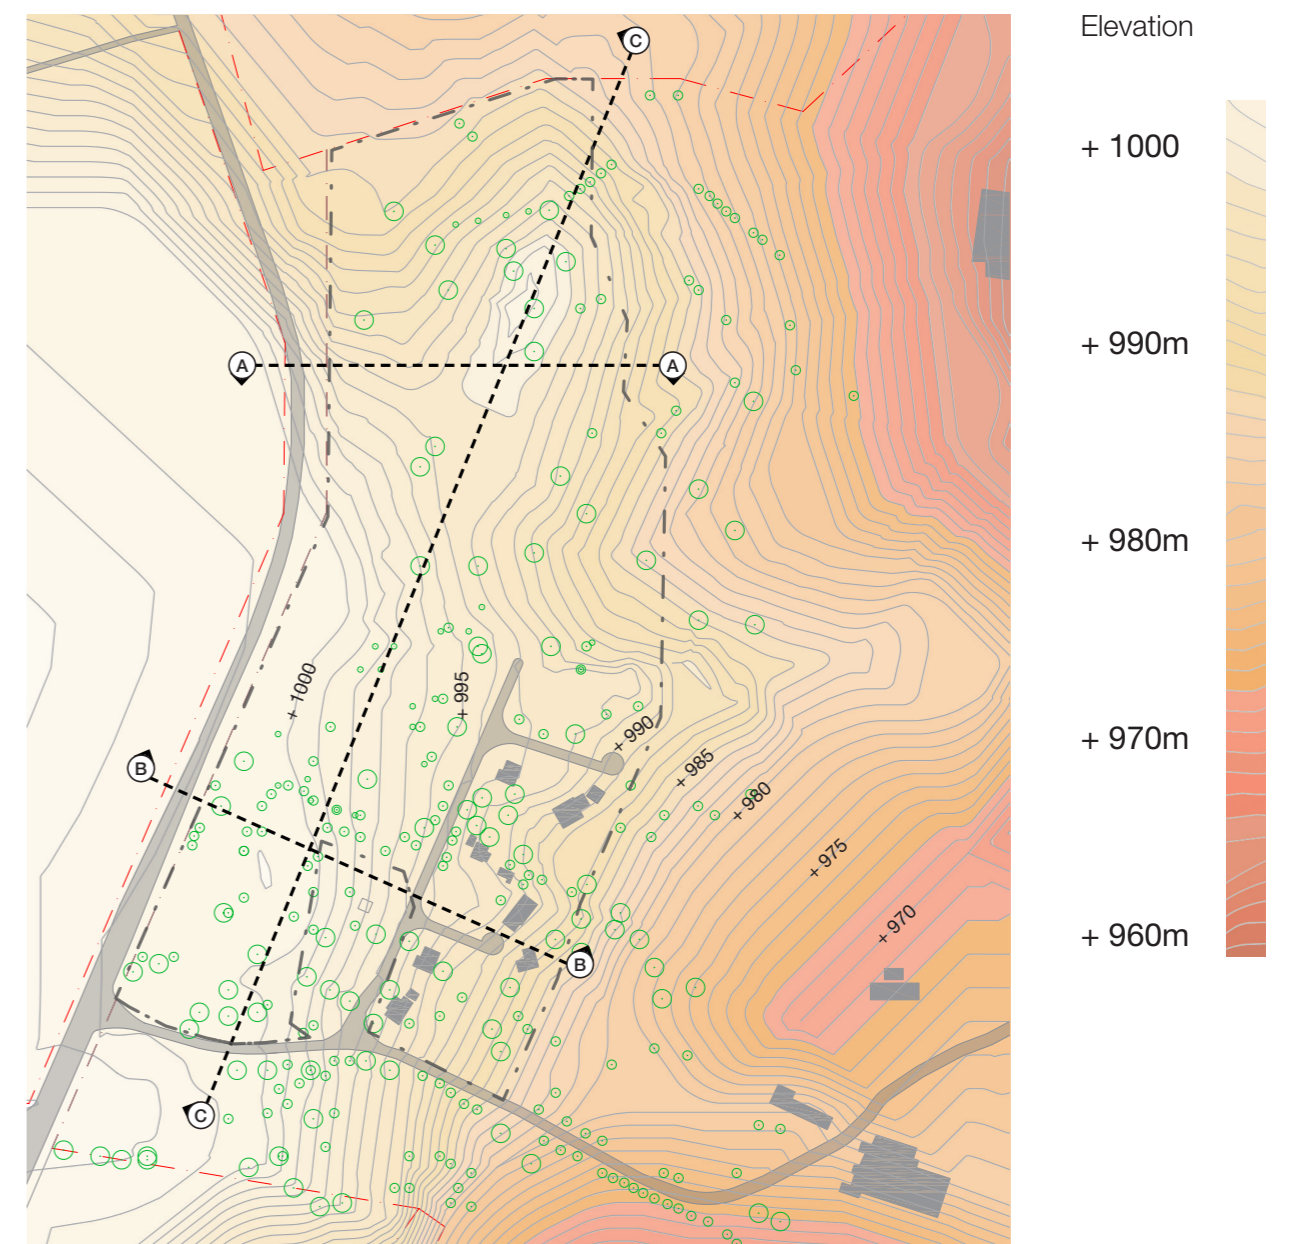 Elevation
C
+ 1000
+ 990m
A
A
+ 980m
+ 1000
+ 995
+ 990
+ 985
+ 980
+ 970m
B
+ 975
+ 970
+ 960m
B
C